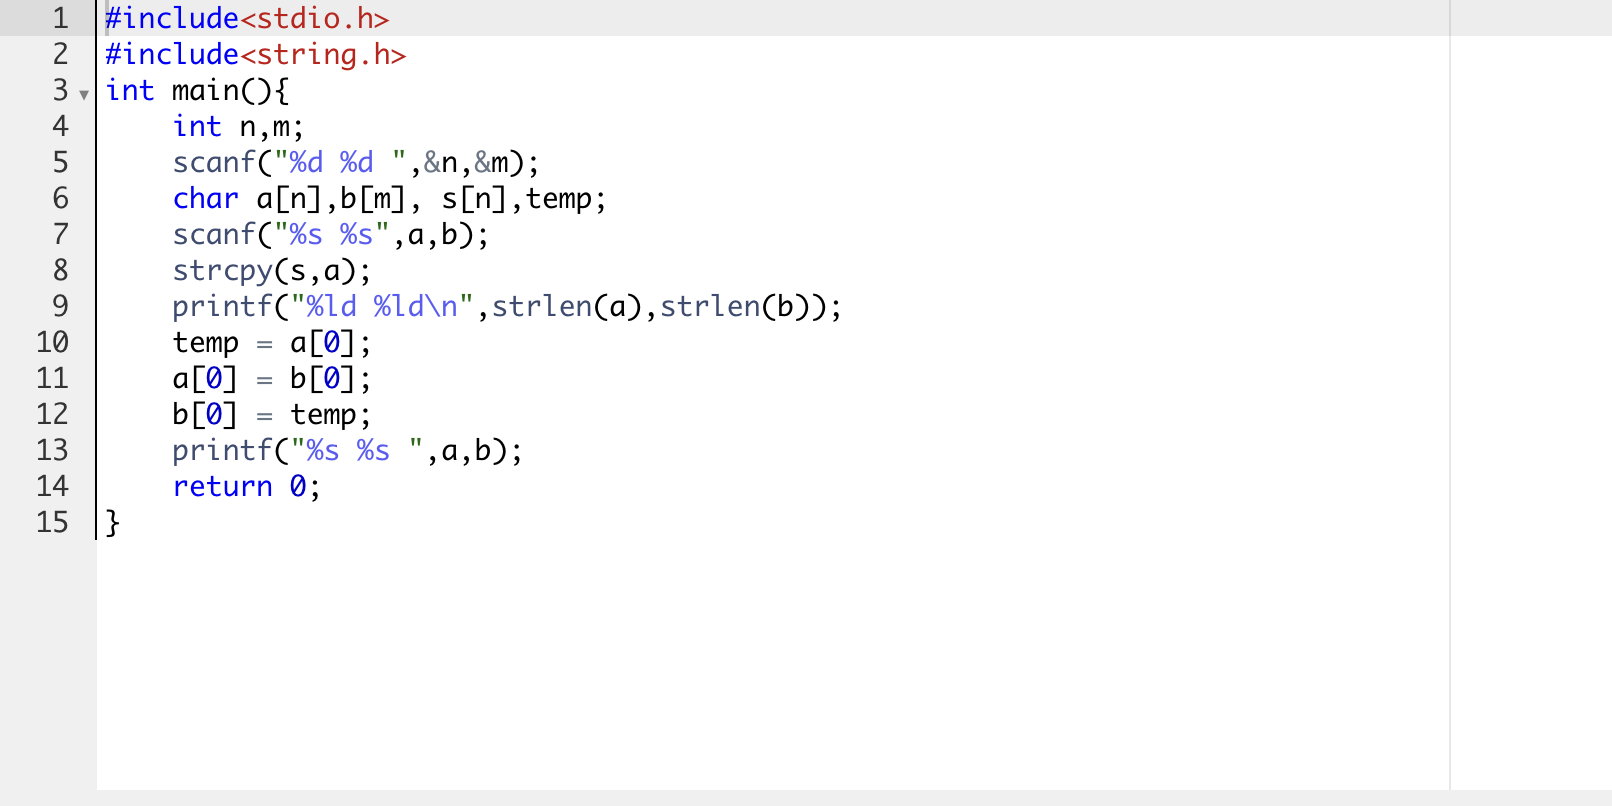 1 #include<stdio.h>
2 #include<string.h>
3 int main(){
4     int n,m;
5     scanf("%d %d ",&n,&m);
6     char a[n],b[m], s[n],temp;
7     scanf("%s %s",a,b);
8     strcpy(s,a);
9     printf("%ld %ld\n",strlen(a),strlen(b));
10     temp = a[0];
11     a[0] = b[0];
12     b[0] = temp;
13     printf("%s %s ",a,b);
14     return 0;
15 }